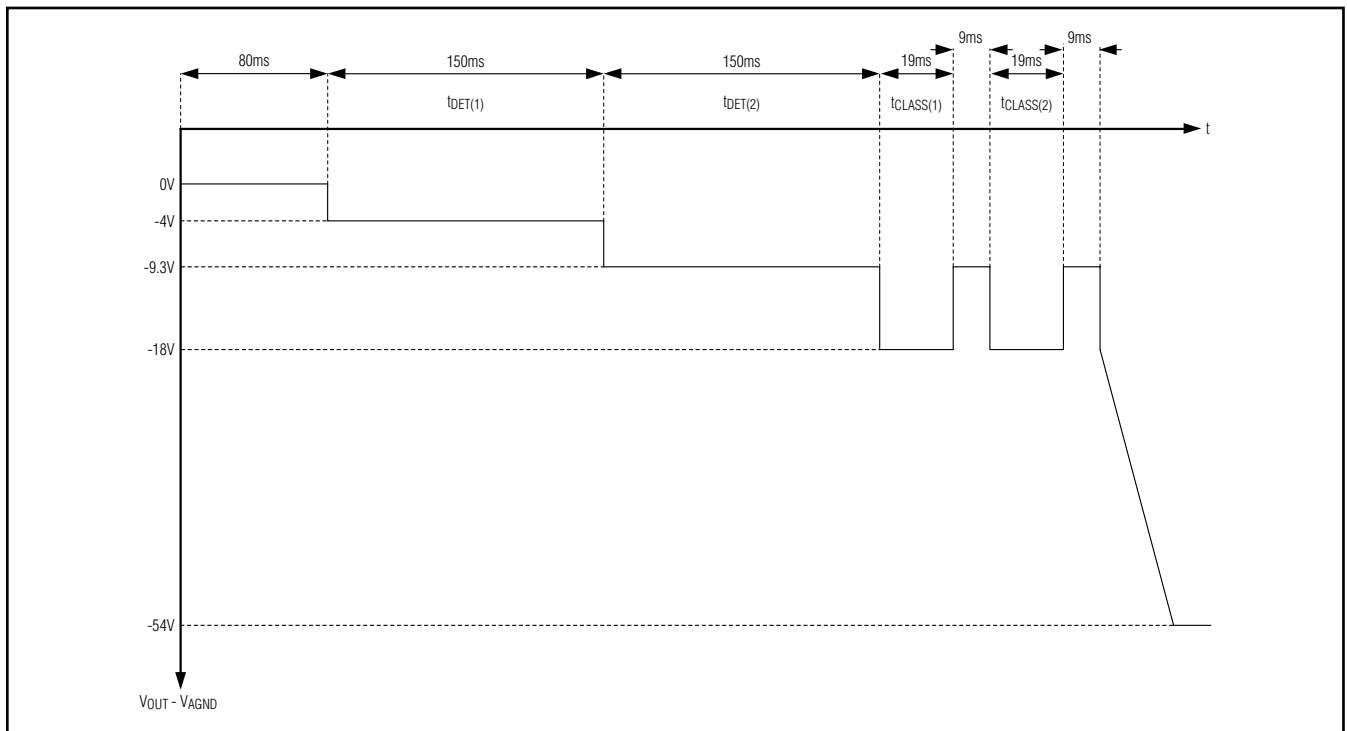 9ms 9ms
80ms 150ms 150ms 19ms 19ms
tDET(1) tDET(2) tCLASS(1) tCLASS(2)
t
0V
-4V
-9.3V
-18V
-54V
VOUT - VAGND